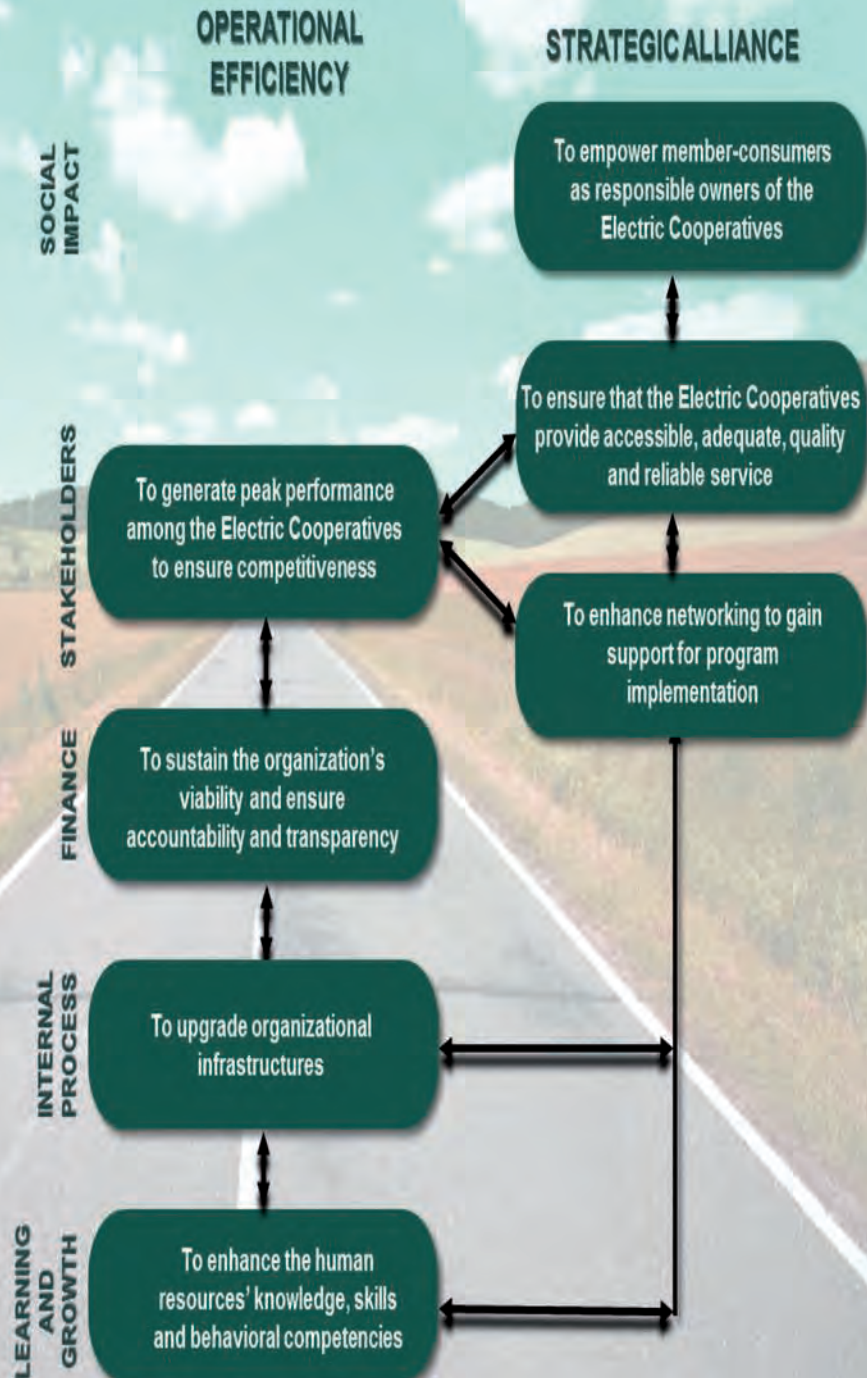 OPERATIONAL
EFFICIENCY
STRATEGIC ALLIANCE
SOCIAL
IMPACT
To empower member-consumers
as responsible owners of the
Electric Cooperatives
STAKEHOLDERS
To ensure that the Electric Cooperatives
provide accessible, adequate, quality
and reliable service
To generate peak performance
among the Electric Cooperatives
to ensure competitiveness
To enhance networking to gain
support for program
implementation
FINANCE
To sustain the organization's
viability and ensure
accountability and transparency
INTERNAL
PROCESS
To upgrade organizational
infrastructures
LEARNING
AND
GROWTH
To enhance the human
resources' knowledge, skills
and behavioral competencies